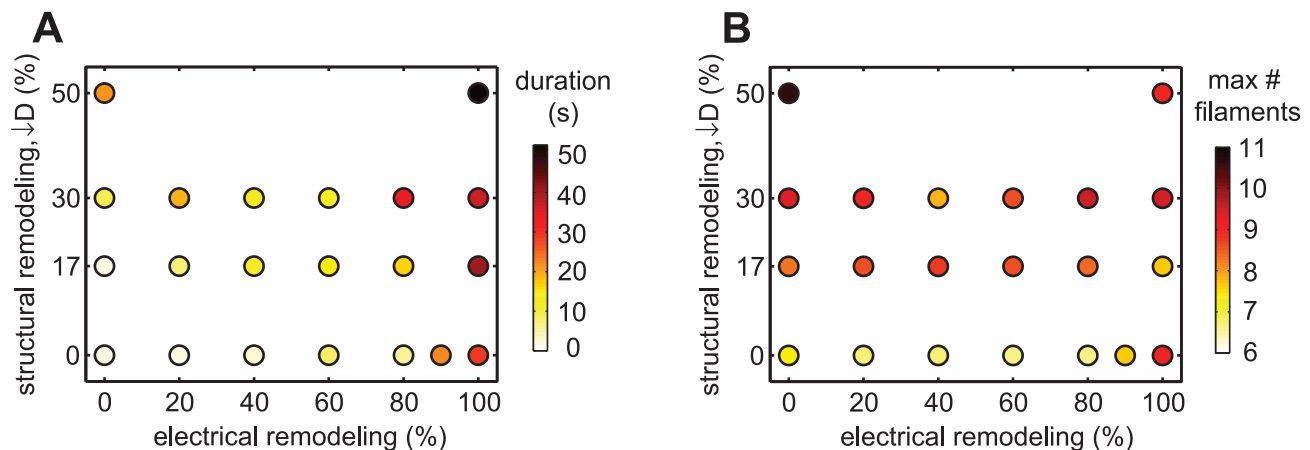 A
structural remodeling, ↓D (%)
50
30
17
0
0 20 40 60 80 100
electrical remodeling (%)
duration
(s)
50
40
30
20
10
0
B
structural remodeling, ↓D (%)
50
30
17
0
0 20 40 60 80 100
electrical remodeling (%)
max #
filaments
11
10
9
8
7
6